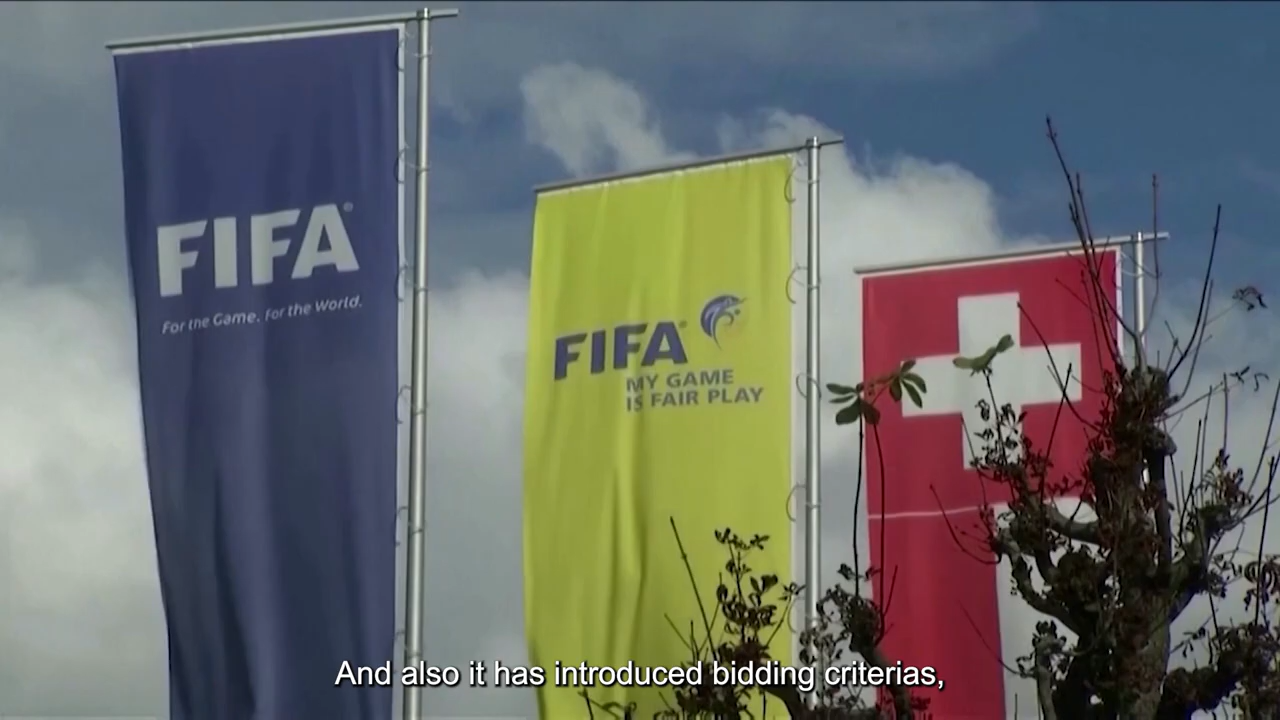 FIFA®
For the Game. For the World.
FIFA®
MY GAME
IS FAIR PLAY
And also it has introduced bidding criterias,